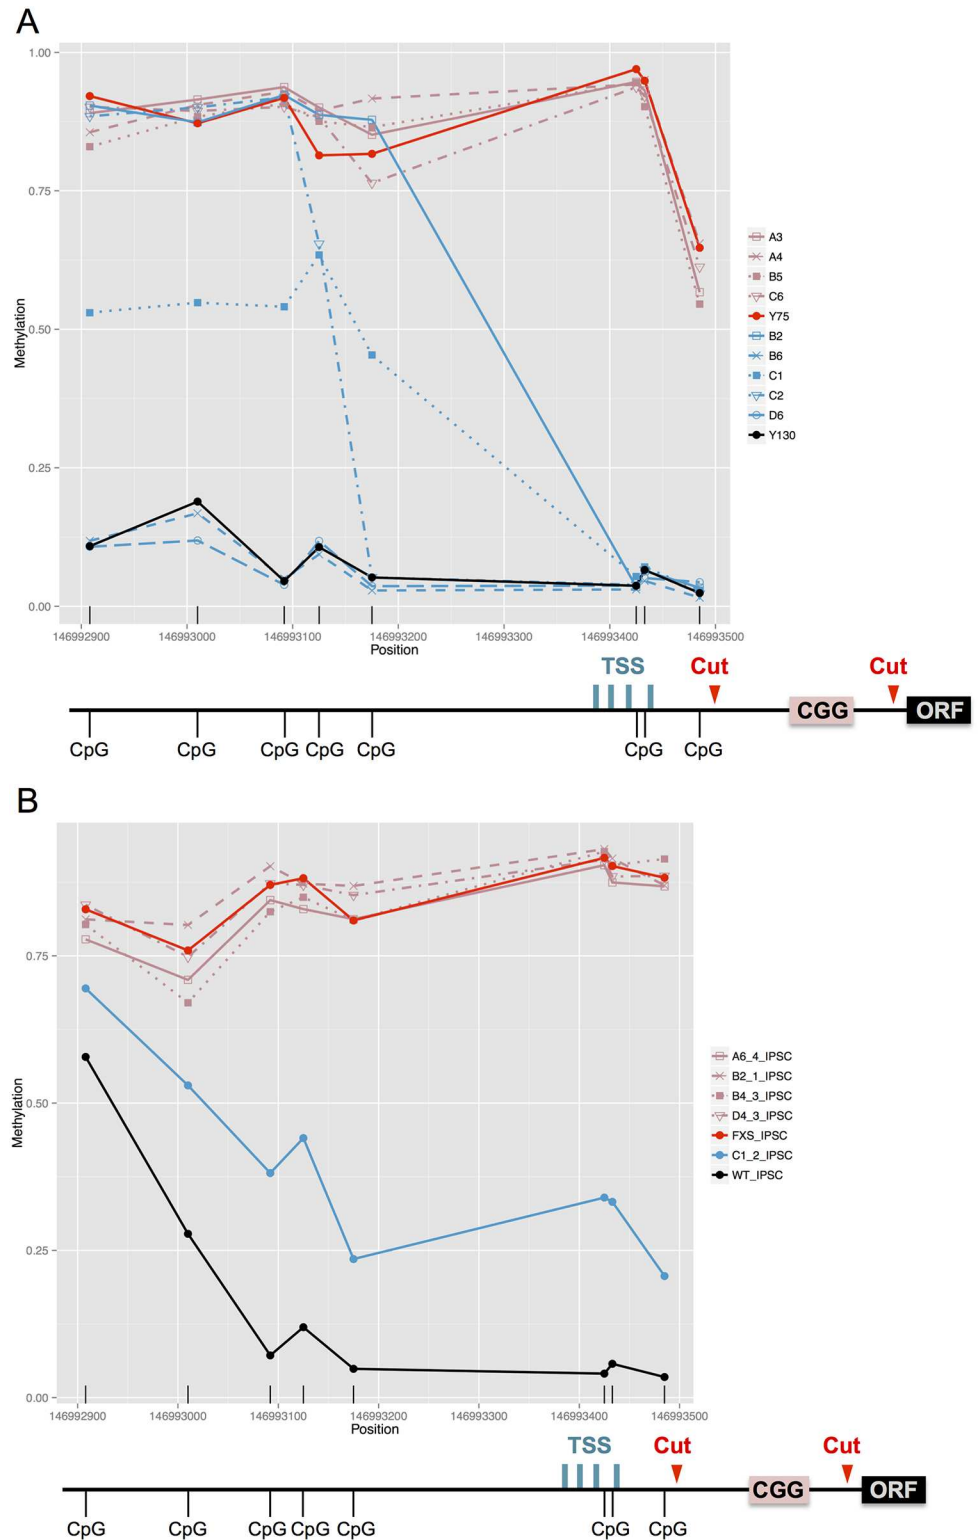 A
1.00
0.75
0.50
0.25
0.00
Methylation
146992900 146993000 146993100 146993200 146993300 146993400 146993500
Position
A3
A4
B5
C6
Y75
B2
B6
C1
C2
D6
Y130
TSS Cut Cut
CGG ORF
CpG CpG CpG CpG CpG CpG CpG
B
0.75
0.50
0.25
0.00
Methylation
146992900 146993000 146993100 146993200 146993300 146993400 146993500
Position
A6_4_IPSC
B2_1_IPSC
B4_3_IPSC
D4_3_IPSC
FXS_IPSC
C1_2_IPSC
WT_IPSC
TSS Cut Cut
CGG ORF
CpG CpG CpG CpG CpG CpG CpG